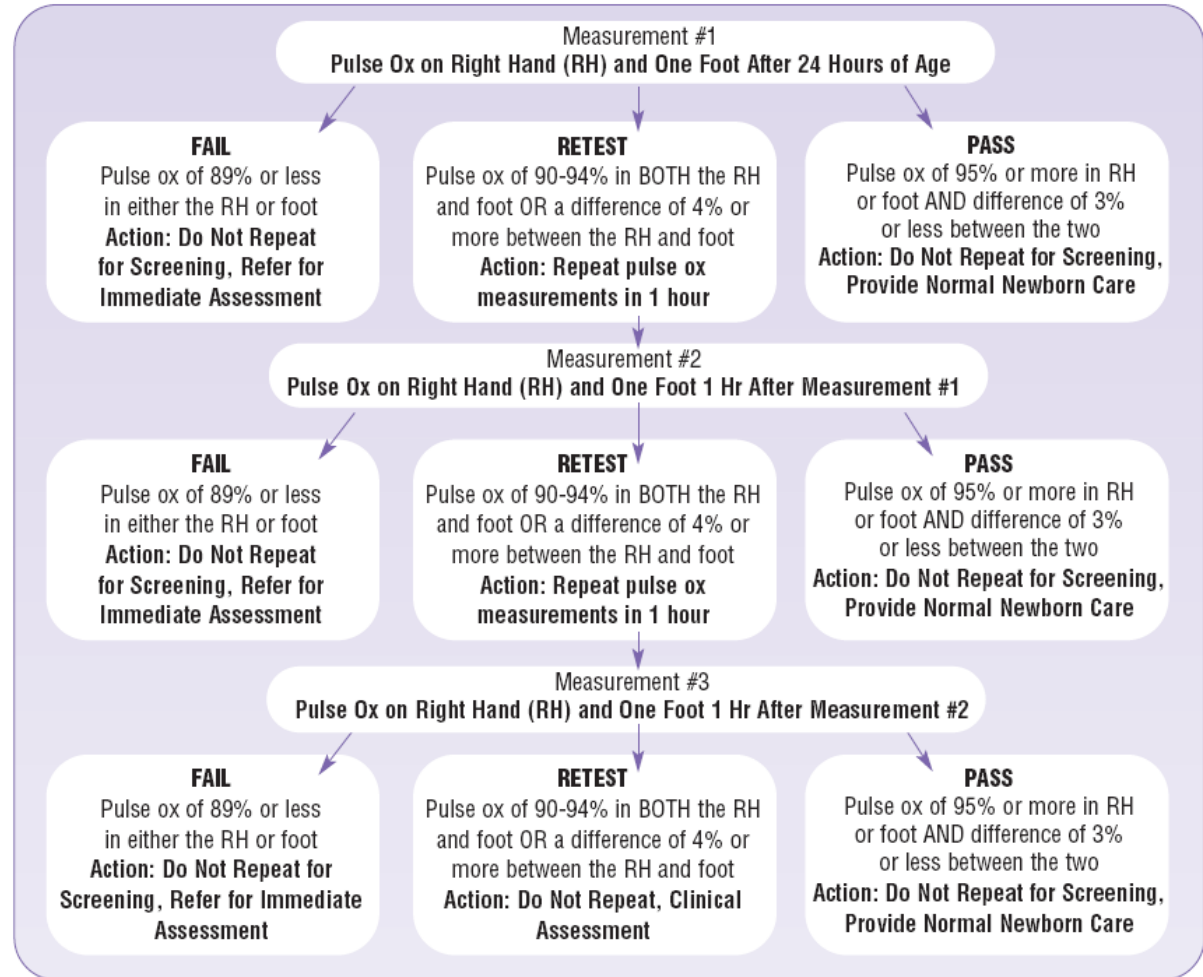 Measurement #1
Pulse Ox on Right Hand (RH) and One Foot After 24 Hours of Age
FAIL
Pulse ox of 89% or less
in either the RH or foot
Action: Do Not Repeat
for Screening, Refer for
Immediate Assessment
RETEST
Pulse ox of 90-94% in BOTH the RH
and foot OR a difference of 4% or
more between the RH and foot
Action: Repeat pulse ox
measurements in 1 hour
PASS
Pulse ox of 95% or more in RH
or foot AND difference of 3%
or less between the two
Action: Do Not Repeat for Screening,
Provide Normal Newborn Care
Measurement #2
Pulse Ox on Right Hand (RH) and One Foot 1 Hr After Measurement #1
FAIL
Pulse ox of 89% or less
in either the RH or foot
Action: Do Not Repeat
for Screening, Refer for
Immediate Assessment
RETEST
Pulse ox of 90-94% in BOTH the RH
and foot OR a difference of 4% or
more between the RH and foot
Action: Repeat pulse ox
measurements in 1 hour
PASS
Pulse ox of 95% or more in RH
or foot AND difference of 3%
or less between the two
Action: Do Not Repeat for Screening,
Provide Normal Newborn Care
Measurement #3
Pulse Ox on Right Hand (RH) and One Foot 1 Hr After Measurement #2
FAIL
Pulse ox of 89% or less
in either the RH or foot
Action: Do Not Repeat for
Screening, Refer for Immediate
Assessment
RETEST
Pulse ox of 90-94% in BOTH the RH
and foot OR a difference of 4% or
more between the RH and foot
Action: Do Not Repeat, Clinical
Assessment
PASS
Pulse ox of 95% or more in RH
or foot AND difference of 3%
or less between the two
Action: Do Not Repeat for Screening,
Provide Normal Newborn Care